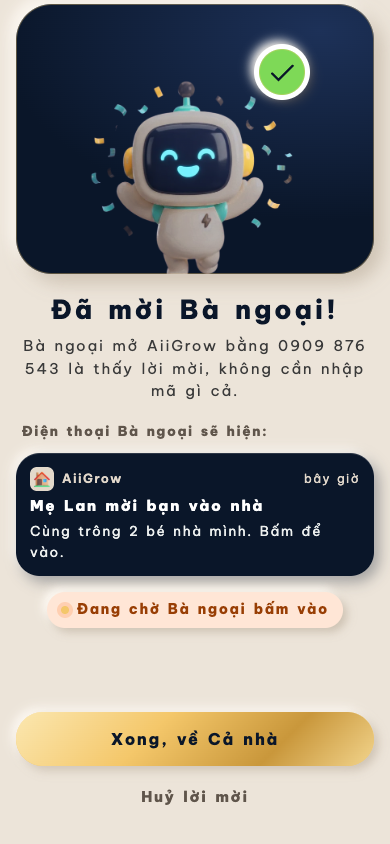 Đã mời Bà ngoại!
Bà ngoại mở AiiGrow bằng 0909 876
543 là thấy lời mời, không cần nhập
mã gì cả.
Điện thoại Bà ngoại sẽ hiện:
AiiGrow bây giờ
Mẹ Lan mời bạn vào nhà
Cùng trông 2 bé nhà mình. Bấm để
vào.
Đang chờ Bà ngoại bấm vào
Xong, về Cả nhà
Huỷ lời mời